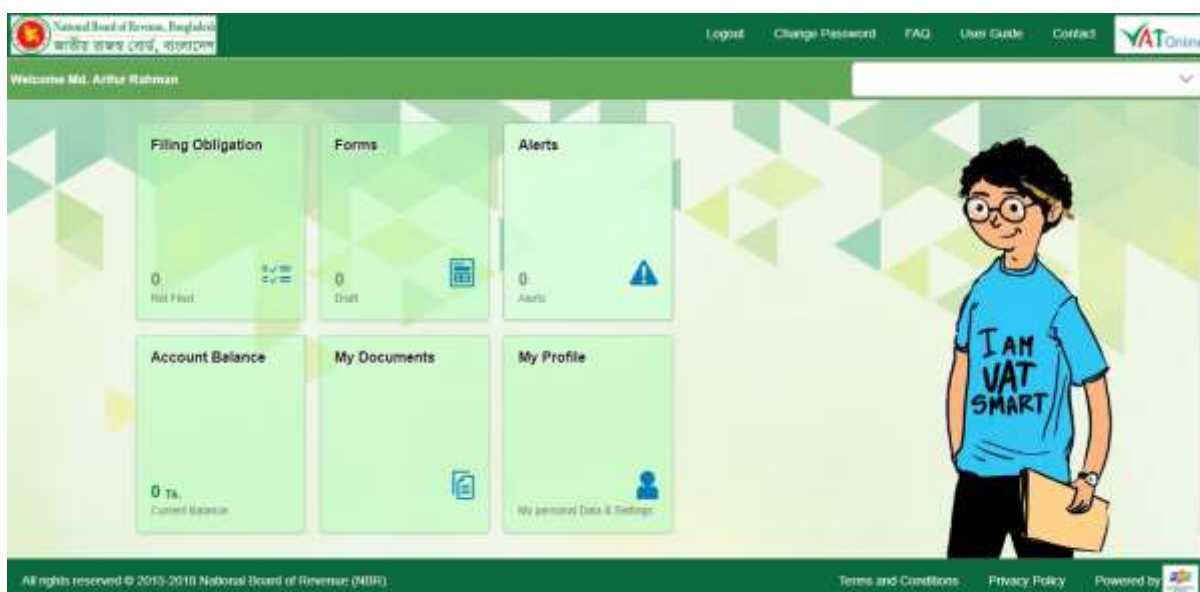 National Board of Revenue, Bangladesh
জাতীয় রাজস্ব বোর্ড, বাংলাদেশ
Logout Change Password FAQ User Guide Contact VAT Online
Welcome Md. Arifur Rahman
Filing Obligation Forms Alerts
0 0 0
Not Filed Draft Alerts
I AM
VAT
SMART
Account Balance My Documents My Profile
0 Tk.
Current Balance My personal Data & Settings
All rights reserved © 2015-2018 National Board of Revenue (NBR) Terms and Conditions Privacy Policy Powered by